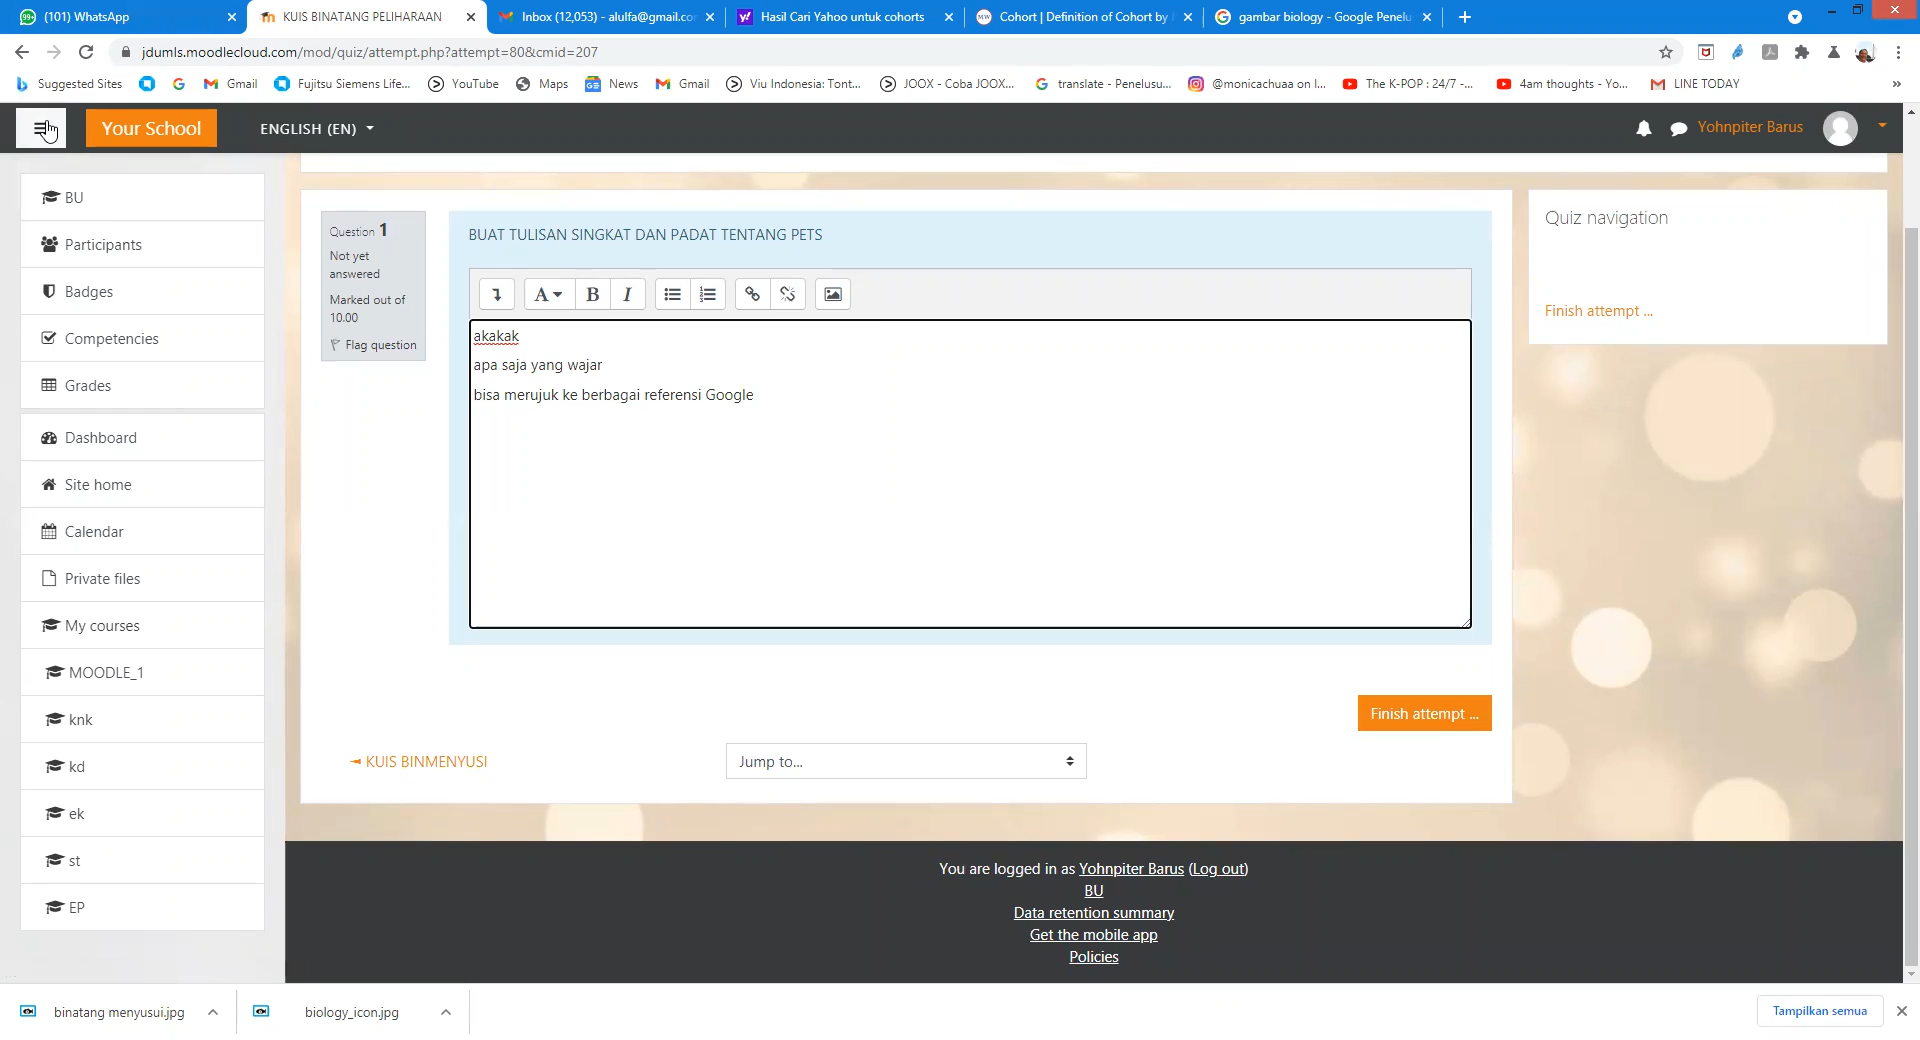 (101) WhatsApp
KUIS BINATANG PELIHARAAN
Inbox (12,053) - alulfa@gmail.co
Hasil Cari Yahoo untuk cohorts
Cohort | Definition of Cohort by
gambar biology - Google Penelu
jdumls.moodlecloud.com/mod/quiz/attempt.php?attempt=80&cmid=207
Suggested Sites
Gmail
Fujitsu Siemens Life...
YouTube
Maps
News
Gmail
Viu Indonesia: Tont...
JOOX - Coba JOOX...
translate - Penelusu...
@monicachuaa on I...
The K-POP : 24/7 -...
4am thoughts - Yo...
LINE TODAY
Your School
ENGLISH (EN)
Yohnpiter Barus
BU
Participants
Badges
Competencies
Grades
Dashboard
Site home
Calendar
Private files
My courses
MOODLE_1
knk
kd
ek
st
EP
Question 1
Not yet
answered
Marked out of
10.00
Flag question
BUAT TULISAN SINGKAT DAN PADAT TENTANG PETS
akakak
apa saja yang wajar
bisa merujuk ke berbagai referensi Google
Finish attempt ...
KUIS BINMENYUSI
Jump to...
Quiz navigation
Finish attempt ...
You are logged in as Yohnpiter Barus (Log out)
BU
Data retention summary
Get the mobile app
Policies
binatang menyusui.jpg
biology_icon.jpg
Tampilkan semua